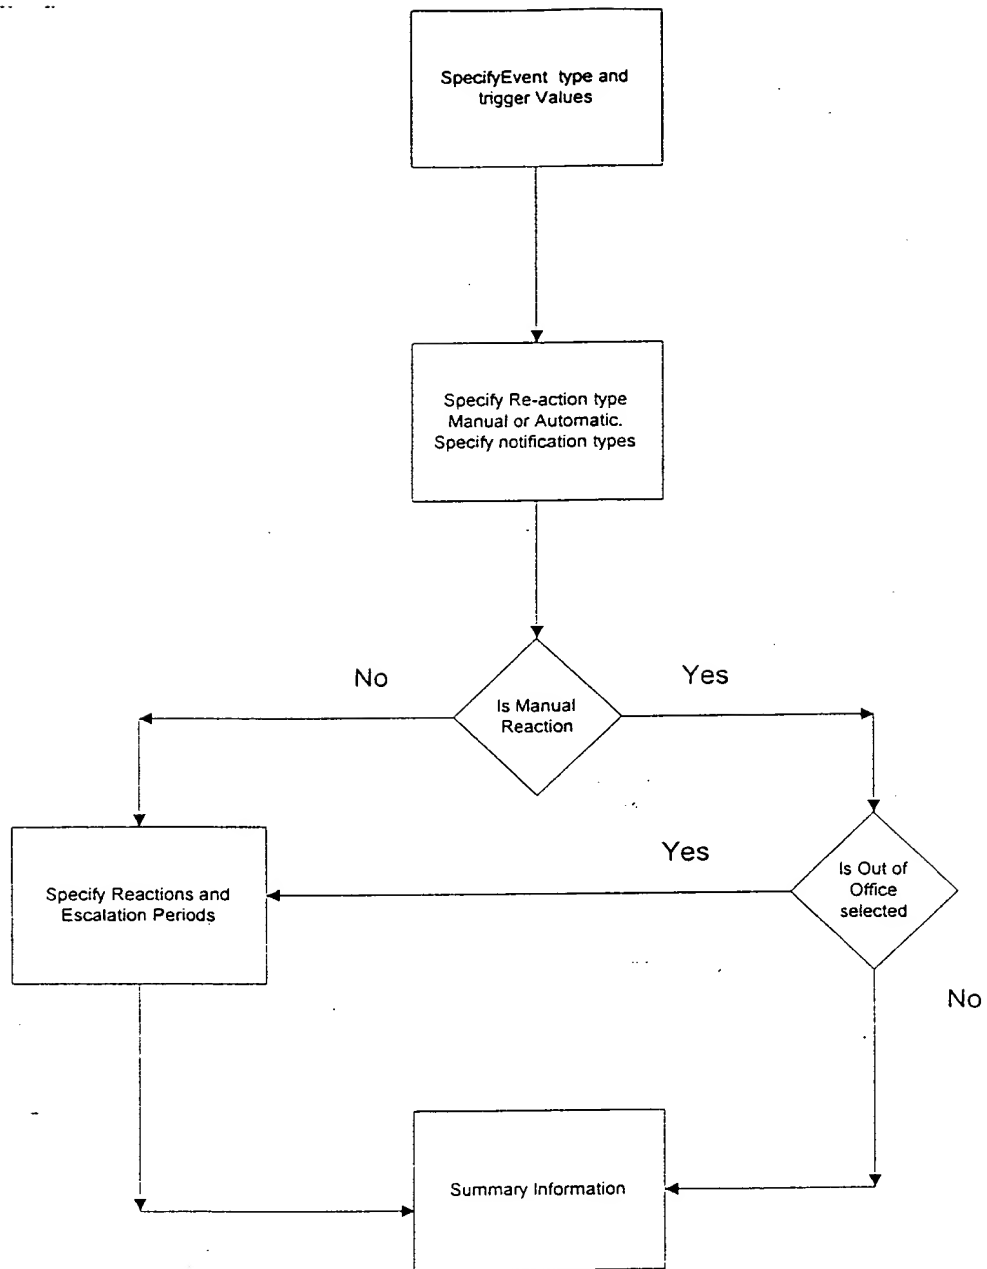 SpecifyEvent type and
trigger Values
Specify Re-action type
Manual or Automatic.
Specify notification types
No
Yes
Is Manual
Reaction
Yes
Is Out of
Office
selected
Specify Reactions and
Escalation Periods
No
Summary Information